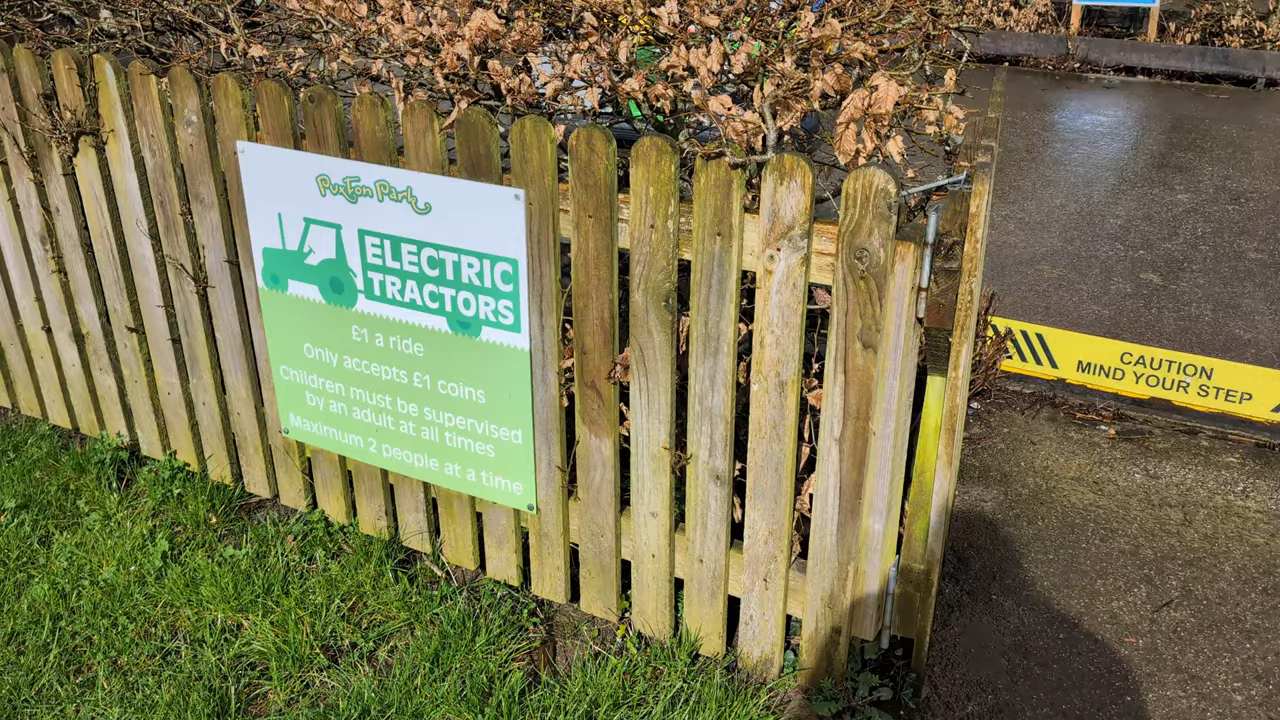 Puxton Park
ELECTRIC
TRACTORS
£1 a ride
Only accepts £1 coins
Children must be supervised
by an adult at all times
Maximum 2 people at a time
CAUTION
MIND YOUR STEP